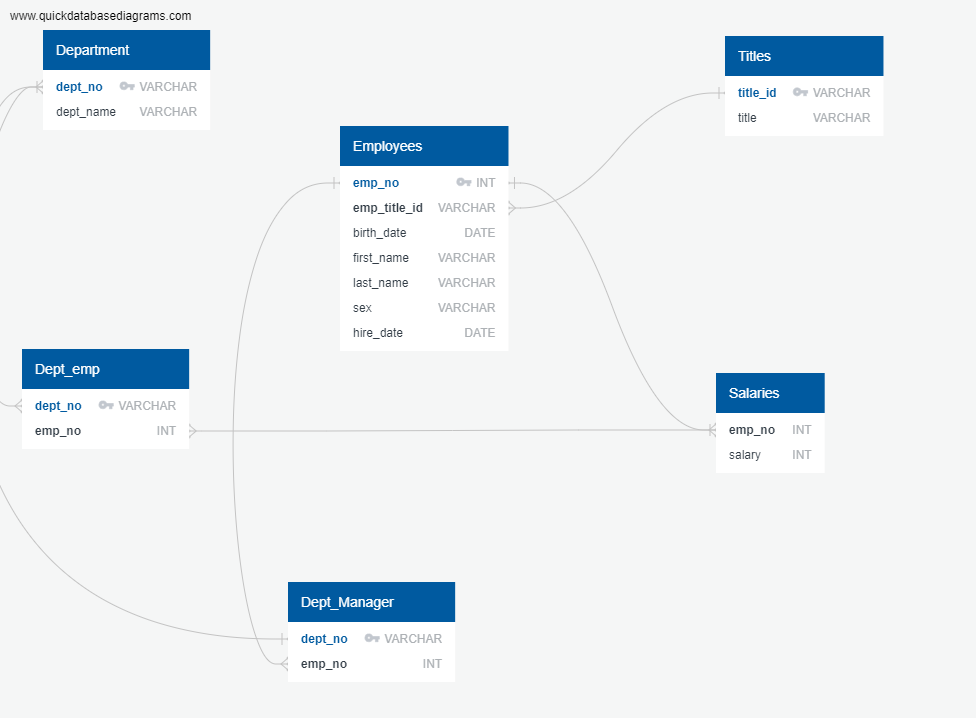 www.quickdatabasediagrams.com
Department
dept_no VARCHAR
dept_name VARCHAR
Titles
title_id VARCHAR
title VARCHAR
Employees
emp_no INT
emp_title_id VARCHAR
birth_date DATE
first_name VARCHAR
last_name VARCHAR
sex VARCHAR
hire_date DATE
Dept_emp
dept_no VARCHAR
emp_no INT
Salaries
emp_no INT
salary INT
Dept_Manager
dept_no VARCHAR
emp_no INT